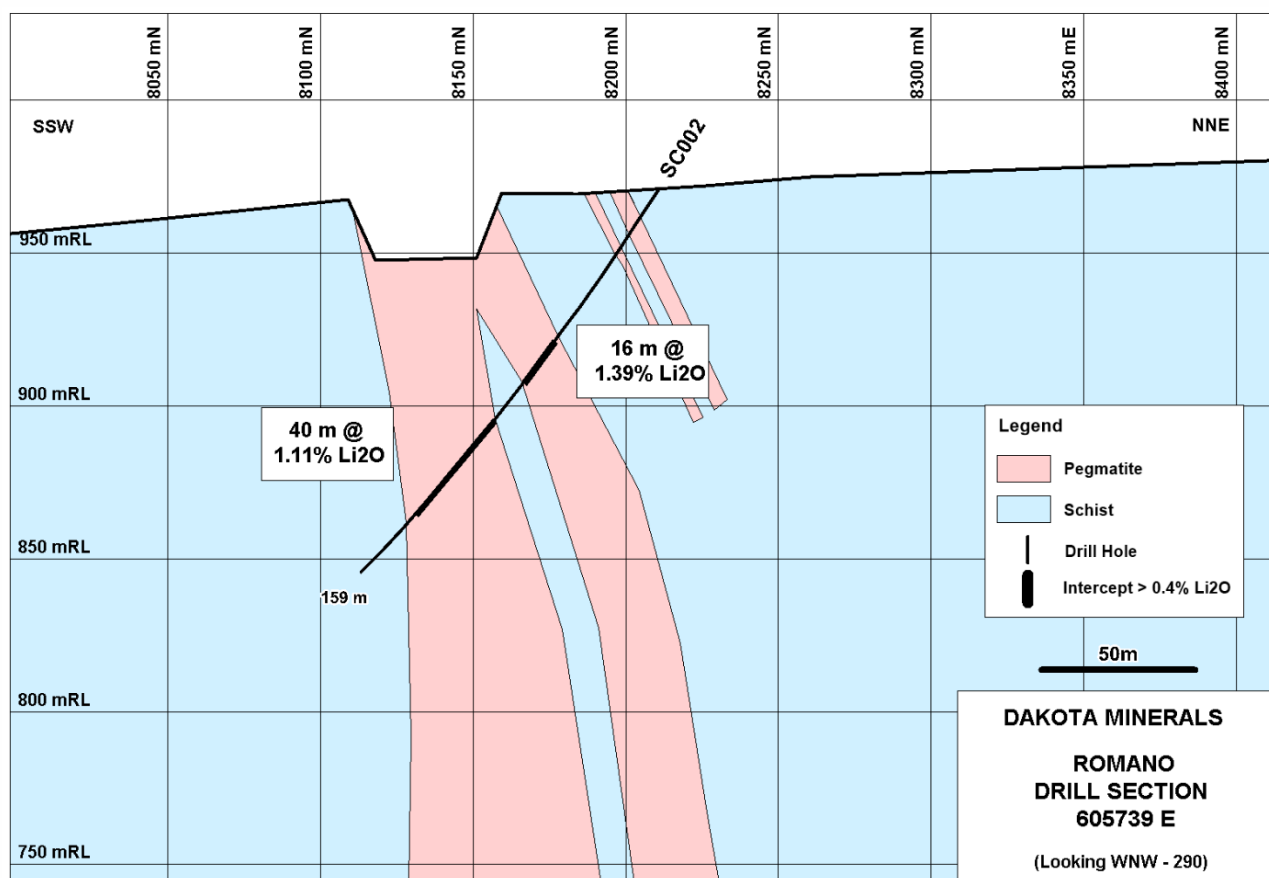 8050 mN
8100 mN
8150 mN
8200 mN
8250 mN
8300 mN
8350 mE
8400 mN
SSW
NNE
SC002
950 mRL
16 m @
1.39% Li2O
900 mRL
40 m @
1.11% Li2O
Legend
Pegmatite
Schist
Drill Hole
Intercept > 0.4% Li2O
850 mRL
159 m
50m
800 mRL
DAKOTA MINERALS
ROMANO
DRILL SECTION
605739 E
(Looking WNW - 290)
750 mRL